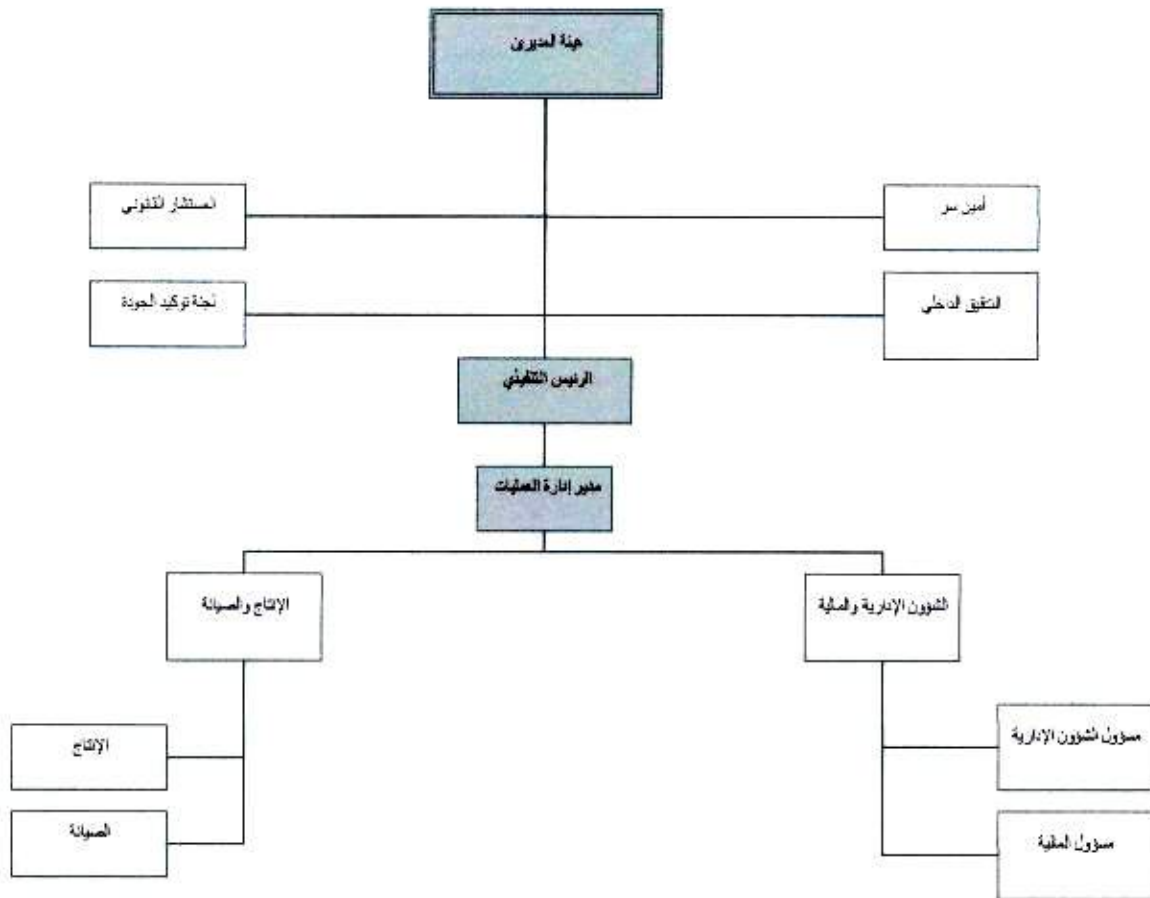 هيئة المديرين
أمين سر
المستشار القانوني
التدقيق الداخلي
لجنة توكيد الجودة
الرئيس التنفيذي
مدير إدارة العمليات
الشؤون الإدارية والمالية
الإنتاج والصيانة
مسؤول الشؤون الإدارية
الإنتاج
مسؤول المالية
الصيانة